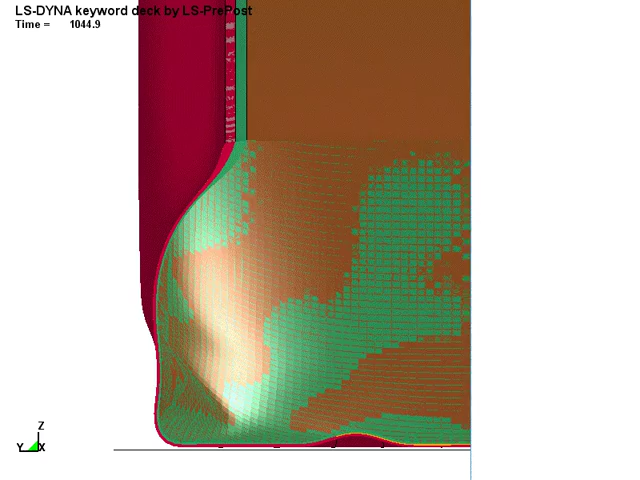 LS-DYNA keyword deck by LS-PrePost
Time =    1044.9
Z
Y X